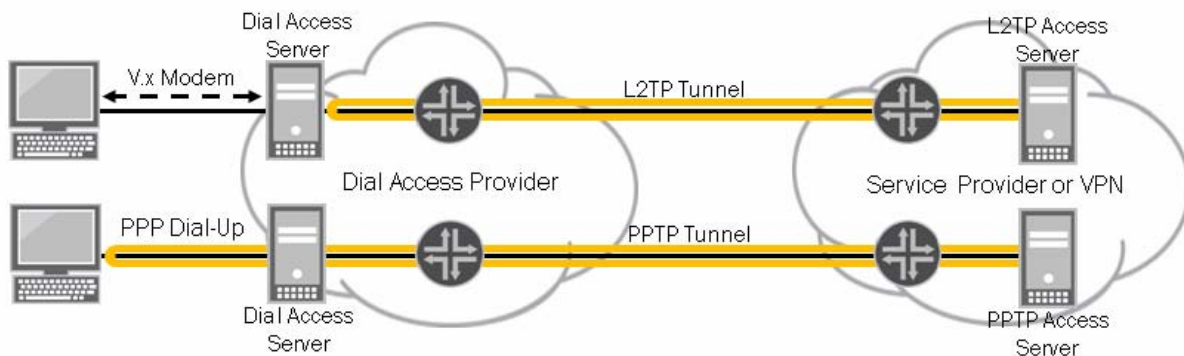 Dial Access
Server
L2TP Access
Server
V.x Modem
L2TP Tunnel
Dial Access Provider
Service Provider or VPN
PPP Dial-Up
PPTP Tunnel
Dial Access
Server
PPTP Access
Server